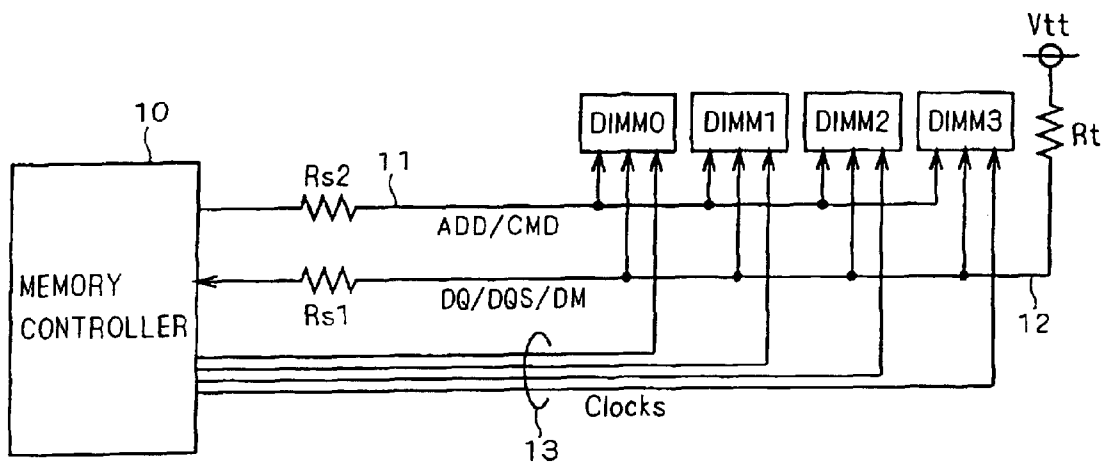 Vtt
10
DIMM0
DIMM1
DIMM2
DIMM3
Rt
Rs2
11
ADD/CMD
MEMORY
CONTROLLER
Rs1
DQ/DQS/DM
12
Clocks
13